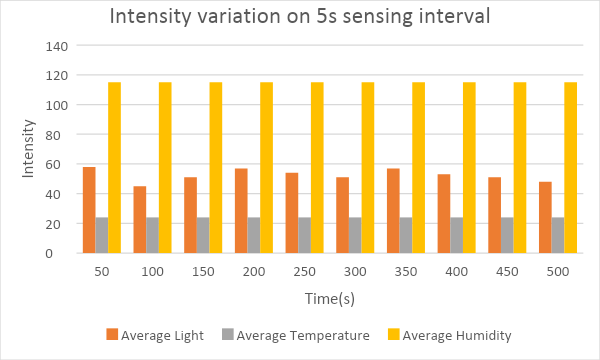 Intensity variation on 5s sensing interval
140
120
100
80
60
40
20
0
Intensity
50 100 150 200 250 300 350 400 450 500
Time(s)
Average Light Average Temperature Average Humidity